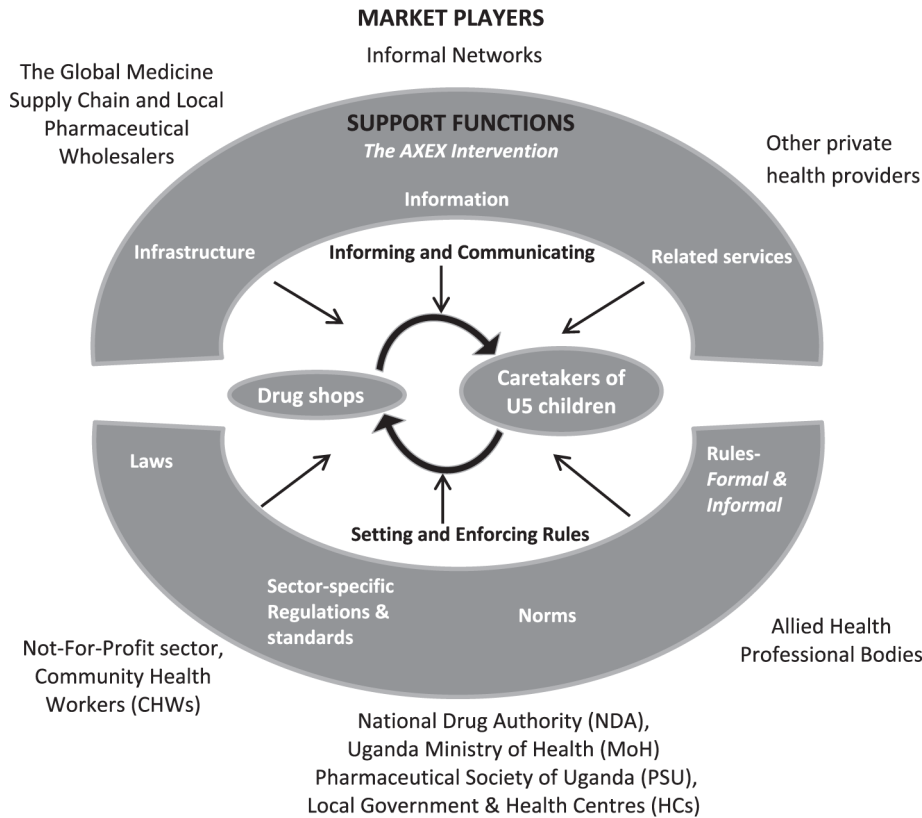 MARKET PLAYERS
Informal Networks
The Global Medicine
Supply Chain and Local
Pharmaceutical
Wholesalers
Other private
health providers
SUPPORT FUNCTIONS
The AXEX Intervention
Information
Infrastructure
Related services
Informing and Communicating
Drug shops
Caretakers of
U5 children
Setting and Enforcing Rules
Laws
Rules-
Formal &
Informal
Sector-specific
Regulations &
standards
Norms
Not-For-Profit sector,
Community Health
Workers (CHWs)
Allied Health
Professional Bodies
National Drug Authority (NDA),
Uganda Ministry of Health (MoH)
Pharmaceutical Society of Uganda (PSU),
Local Government & Health Centres (HCs)